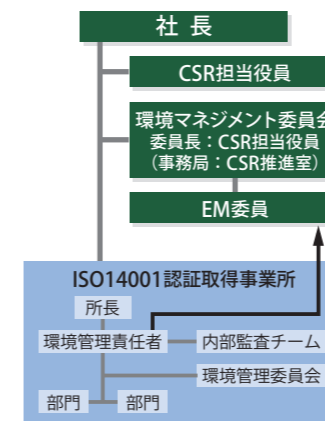 社 長
CSR担当役員
環境マネジメント委員会
委員長：CSR担当役員
（事務局：CSR推進室）
EM委員
ISO14001認証取得事業所
所長
環境管理責任者
内部監査チーム
環境管理委員会
部門
部門